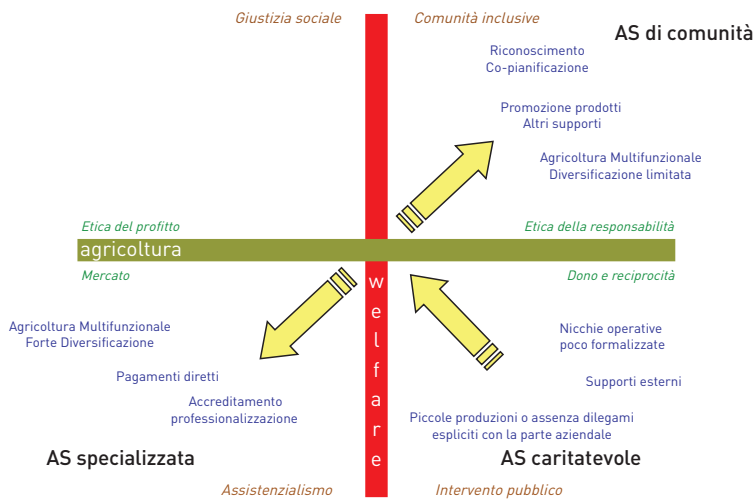 Giustizia sociale
Comunità inclusive
AS di comunità
Riconoscimento
Co-pianificazione
Promozione prodotti
Altri supporti
Agricoltura Multifunzionale
Diversificazione limitata
Etica del profitto
Etica della responsabilità
agricoltura
Mercato
Dono e reciprocità
welfare
Agricoltura Multifunzionale
Forte Diversificazione
Pagamenti diretti
Accreditamento
professionalizzazione
AS specializzata
Nicchie operative
poco formalizzate
Supporti esterni
Piccole produzioni o assenza dilegami
espliciti con la parte aziendale
AS caritatevole
Assistenzialismo
Intervento pubblico